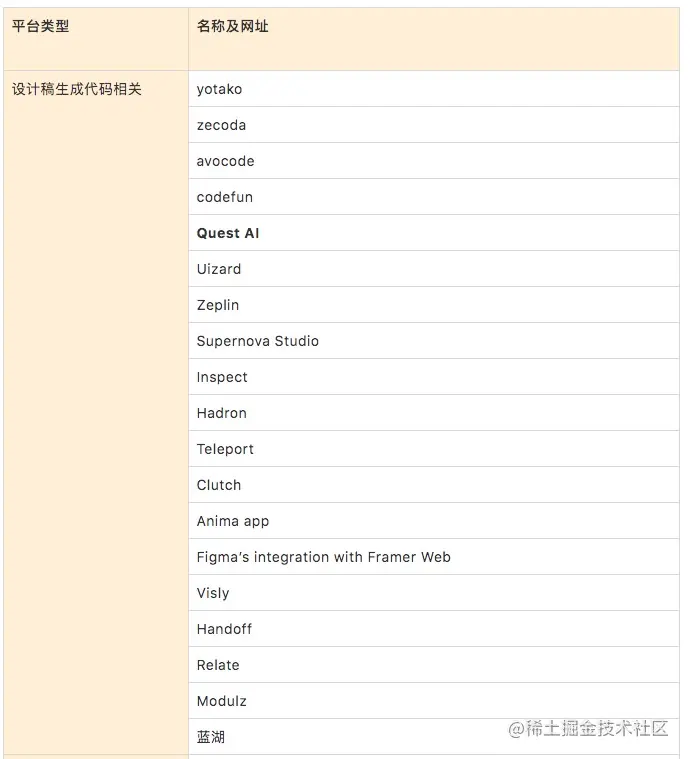 平台类型
名称及网址
设计稿生成代码相关
yotako
zecoda
avocode
codefun
Quest AI
Uizard
Zeplin
Supernova Studio
Inspect
Hadron
Teleport
Clutch
Anima app
Figma’s integration with Framer Web
Visly
Handoff
Relate
Modulz
蓝湖
@稀土掘金技术社区